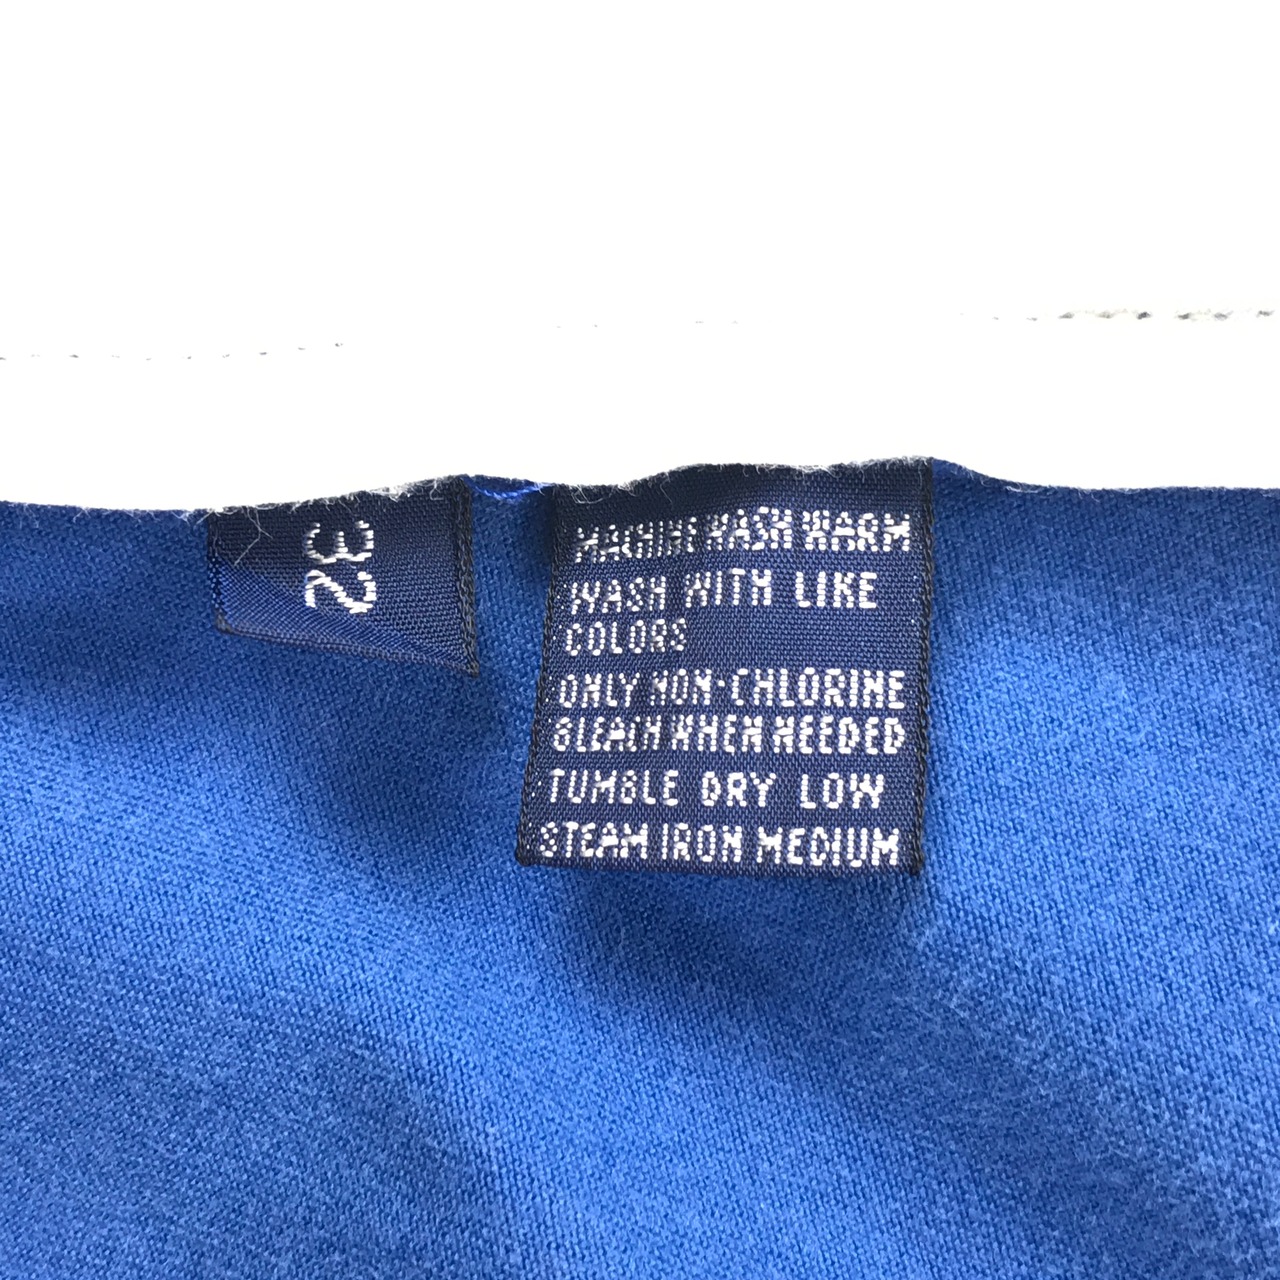 32
MACHINE WASH WARM
WASH WITH LIKE
COLORS
ONLY NON-CHLORINE
BLEACH WHEN NEEDED
TUMBLE DRY LOW
STEAM IRON MEDIUM